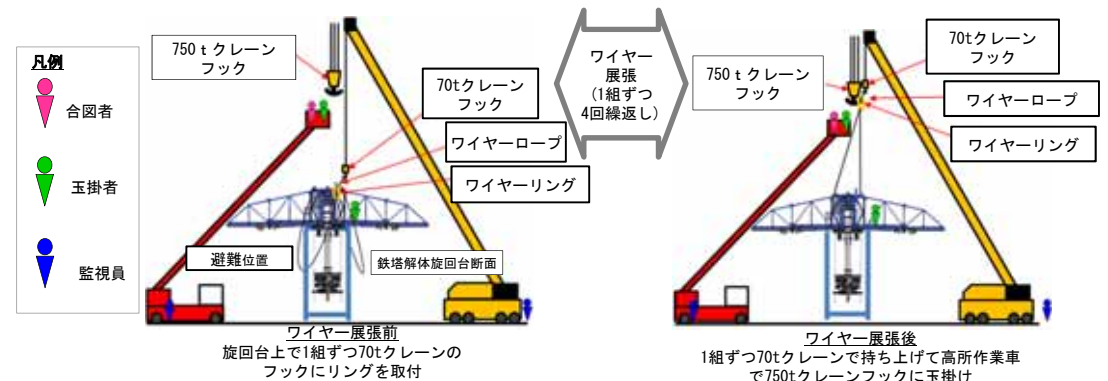 凡例
合図者
玉掛者
監視員
750ｔクレーン
フック
70tクレーン
フック
ワイヤーロープ
ワイヤーリング
避難位置
鉄塔解体旋回台断面
ワイヤー展張前
旋回台上で1組ずつ70tクレーンの
フックにリングを取付
ワイヤー
展張
(1組ずつ
4回繰返し)
750ｔクレーン
フック
70tクレーン
フック
ワイヤーロープ
ワイヤーリング
ワイヤー展張後
1組ずつ70tクレーンで持ち上げて高所作業車
で750tクレーンフックに玉掛け